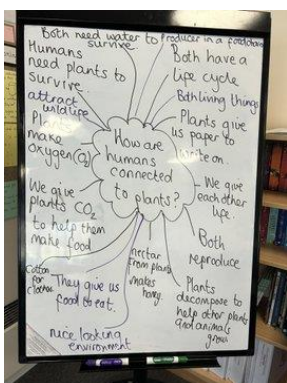 Both need water to
survive
Producer in a foodchain
Humans
need plants to
survive
Both have a
life cycle
attract
wildlife
Both living things
Plants
make
oxygen (O₂)
Plants give
us paper to
write on.
How are
humans
connected
to plants?
We give
plants CO₂
to help them
make food
We give
each other
life.
Both
reproduce
Cotton
for
clothes
They give us
food to eat.
nectar
from plants
makes
honey.
Plants
decompose to
help other plants
and animals
grow
nice looking
environment